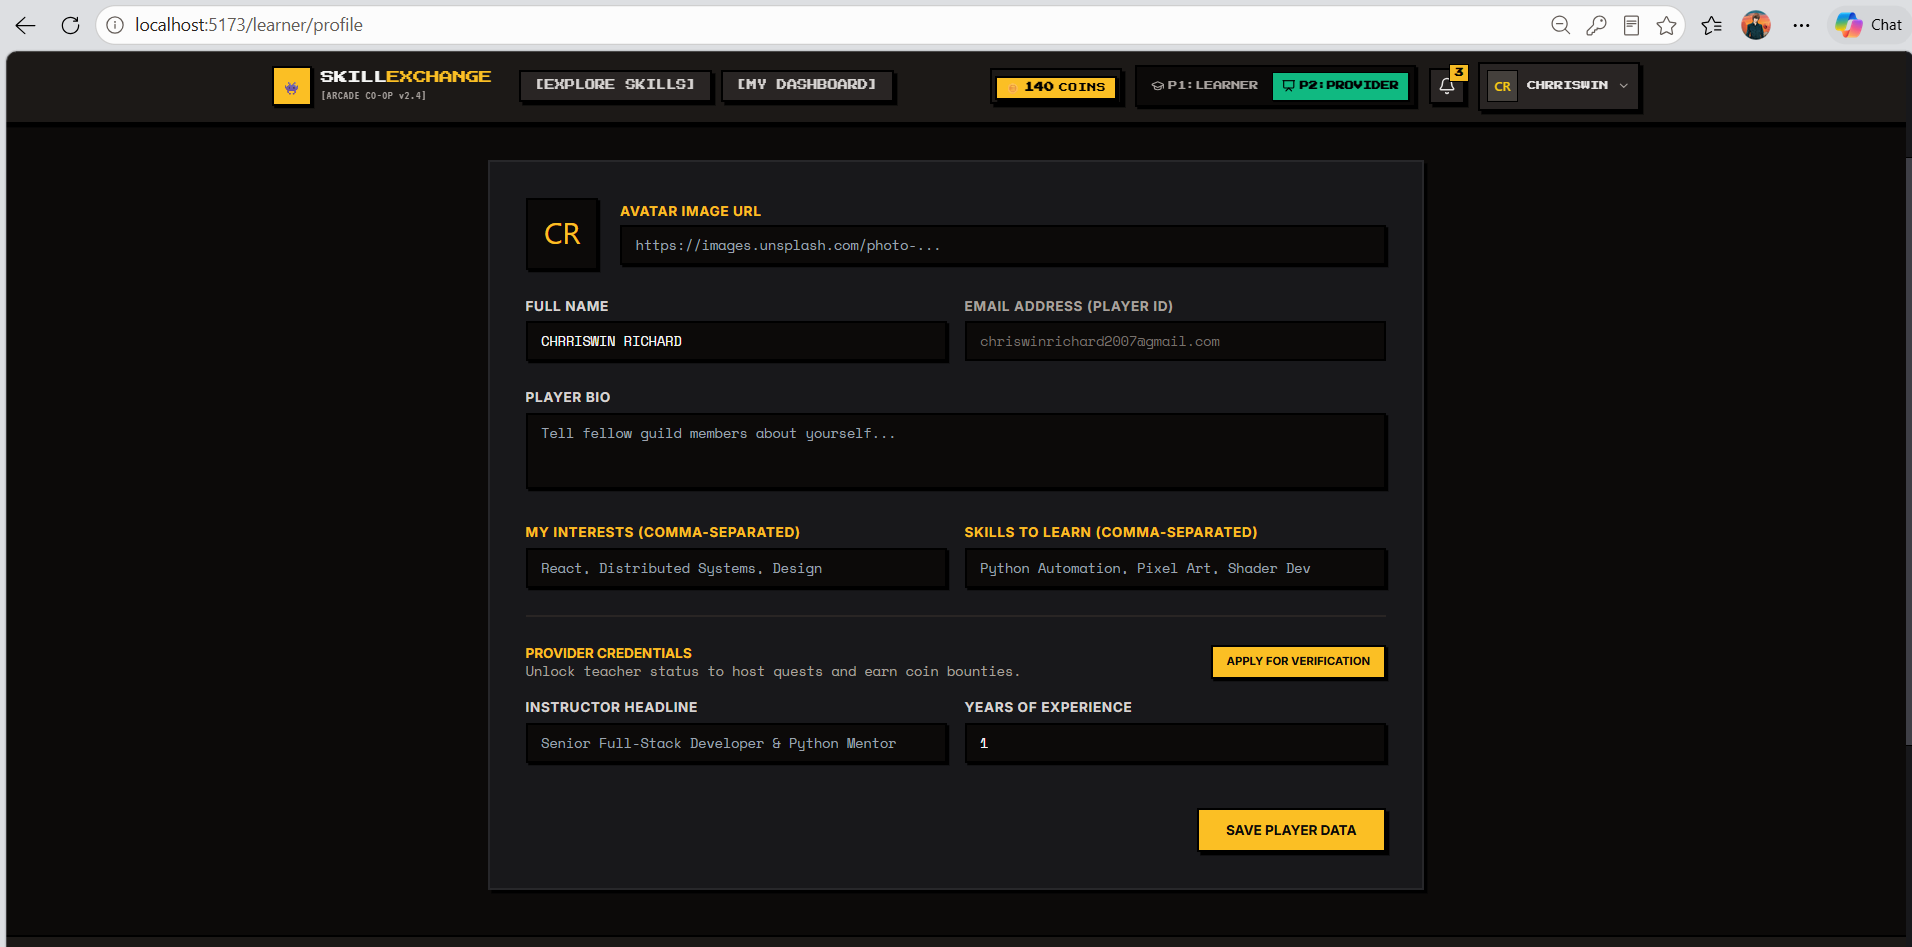 localhost:5173/learner/profile
Chat
SKILLEXCHANGE
[ARCADE CO-OP v2.4]
[EXPLORE SKILLS]
[MY DASHBOARD]
140 COINS
P1:LEARNER
P2:PROVIDER
3
CR
CHRRISWIN
CR
AVATAR IMAGE URL
https://images.unsplash.com/photo-...
FULL NAME
EMAIL ADDRESS (PLAYER ID)
CHRRISWIN RICHARD
chriswinrichard2007@gmail.com
PLAYER BIO
Tell fellow guild members about yourself...
MY INTERESTS (COMMA-SEPARATED)
SKILLS TO LEARN (COMMA-SEPARATED)
React, Distributed Systems, Design
Python Automation, Pixel Art, Shader Dev
PROVIDER CREDENTIALS
Unlock teacher status to host quests and earn coin bounties.
APPLY FOR VERIFICATION
INSTRUCTOR HEADLINE
YEARS OF EXPERIENCE
Senior Full-Stack Developer & Python Mentor
1
SAVE PLAYER DATA